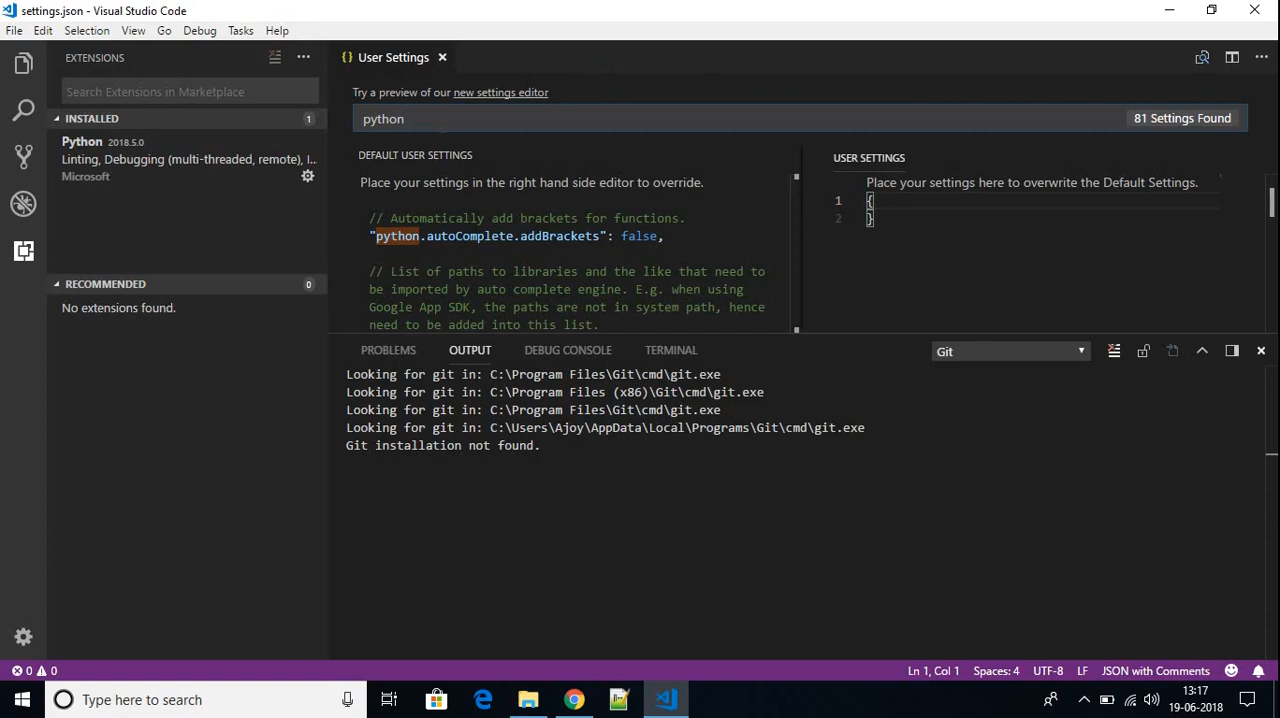 settings.json - Visual Studio Code
File Edit Selection View Go Debug Tasks Help
EXTENSIONS
Search Extensions in Marketplace
INSTALLED 1
Python 2018.5.0
Linting, Debugging (multi-threaded, remote), I...
Microsoft
RECOMMENDED 0
No extensions found.
{ } User Settings
Try a preview of our new settings editor
python 81 Settings Found
DEFAULT USER SETTINGS
Place your settings in the right hand side editor to override.
// Automatically add brackets for functions.
"python.autoComplete.addBrackets": false,
// List of paths to libraries and the like that need to
be imported by auto complete engine. E.g. when using
Google App SDK, the paths are not in system path, hence
need to be added into this list.
USER SETTINGS
Place your settings here to overwrite the Default Settings.
1 {
2 }
PROBLEMS OUTPUT DEBUG CONSOLE TERMINAL Git
Looking for git in: C:\Program Files\Git\cmd\git.exe
Looking for git in: C:\Program Files (x86)\Git\cmd\git.exe
Looking for git in: C:\Program Files\Git\cmd\git.exe
Looking for git in: C:\Users\Ajoy\AppData\Local\Programs\Git\cmd\git.exe
Git installation not found.
0 0 Ln 1, Col 1 Spaces: 4 UTF-8 LF JSON with Comments
Type here to search
13:17
19-06-2018